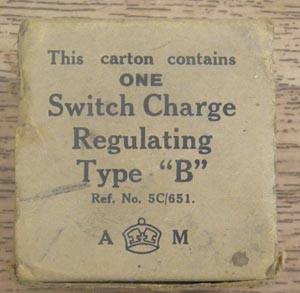 This carton contains
ONE
Switch Charge
Regulating
Type "B"
Ref. No. 5C/651.
A M